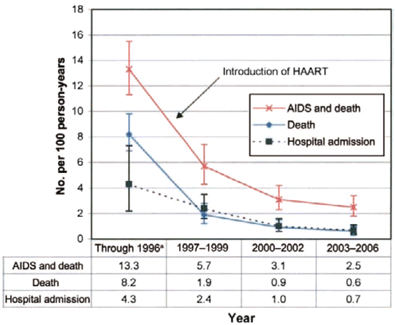 18
16
14
12
10
8
6
4
2
0
No. per 100 person-years
Introduction of HAART
AIDS and death
Death
Hospital admission
Through 1996ᵃ 1997–1999 2000–2002 2003–2006
AIDS and death 13.3 5.7 3.1 2.5
Death 8.2 1.9 0.9 0.6
Hospital admission 4.3 2.4 1.0 0.7
Year